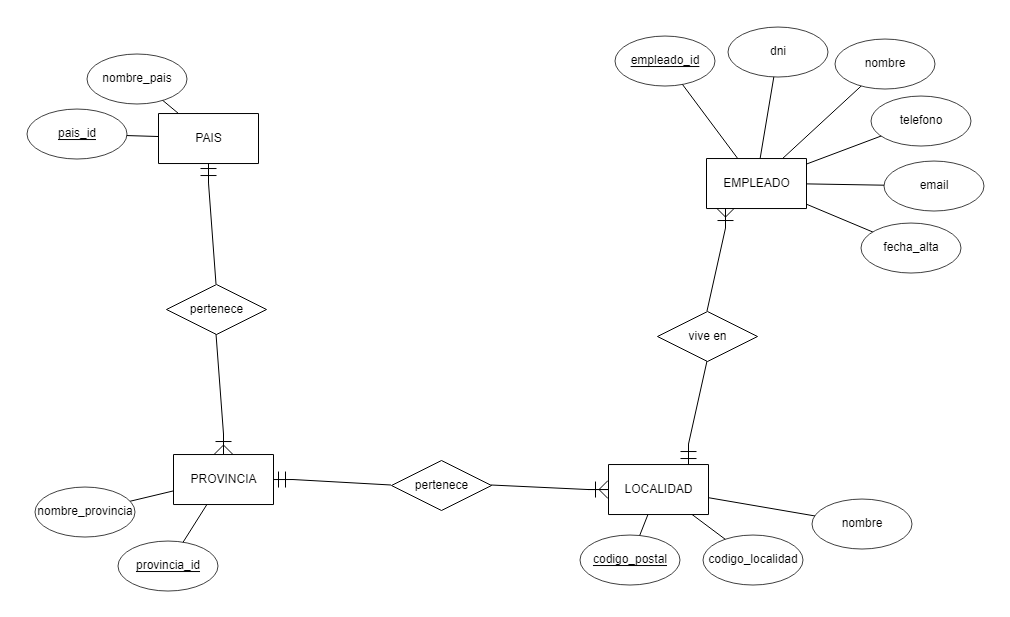 nombre_pais
pais_id
PAIS
pertenece
PROVINCIA
nombre_provincia
provincia_id
pertenece
empleado_id
dni
nombre
telefono
EMPLEADO
email
fecha_alta
vive en
LOCALIDAD
nombre
codigo_postal
codigo_localidad